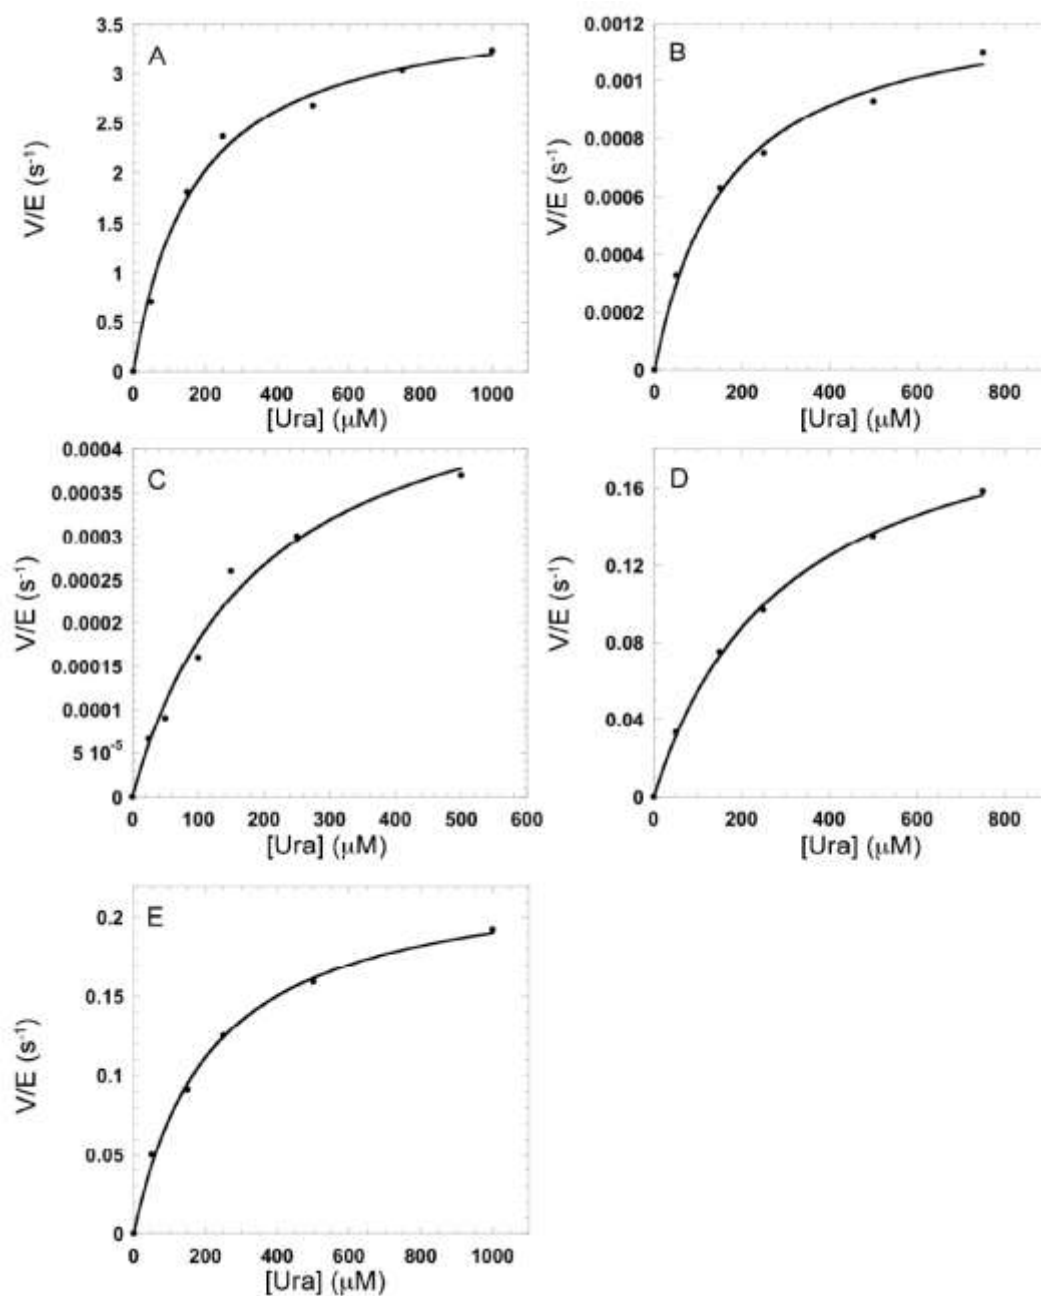 A
V/E (s⁻¹)
3.5
3
2.5
2
1.5
1
0.5
0
0 200 400 600 800 1000
[Ura] (μM)
B
V/E (s⁻¹)
0.0012
0.001
0.0008
0.0006
0.0004
0.0002
0
0 200 400 600 800
[Ura] (μM)
C
V/E (s⁻¹)
0.0004
0.00035
0.0003
0.00025
0.0002
0.00015
0.0001
5 10⁻⁵
0
0 100 200 300 400 500 600
[Ura] (μM)
D
V/E (s⁻¹)
0.16
0.12
0.08
0.04
0
0 200 400 600 800
[Ura] (μM)
E
V/E (s⁻¹)
0.2
0.15
0.1
0.05
0
0 200 400 600 800 1000
[Ura] (μM)